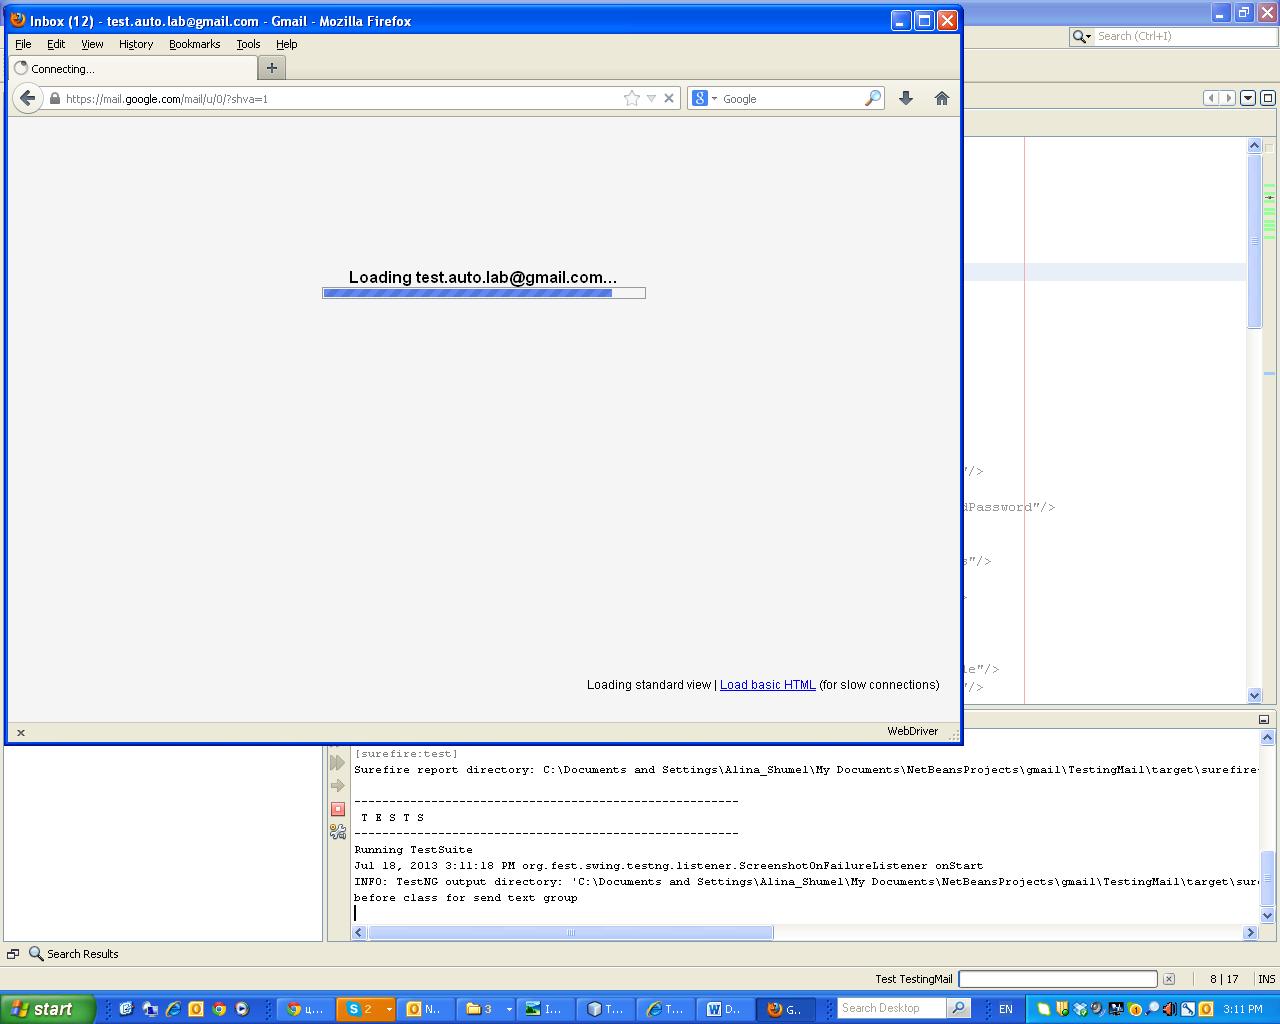 Inbox (12) - test.auto.lab@gmail.com - Gmail - Mozilla Firefox
File Edit View History Bookmarks Tools Help
Search (Ctrl+I)
Connecting...
https://mail.google.com/mail/u/0/?shva=1
Google
Loading test.auto.lab@gmail.com...
"/>
dPassword"/>
s"/>
>
le"/>
"/>
Loading standard view | Load basic HTML (for slow connections)
WebDriver
[surefire:test]
Surefire report directory: C:\Documents and Settings\Alina_Shumel\My Documents\NetBeansProjects\gmail\TestingMail\target\surefire-
-------------------------------------------------------
T E S T S
-------------------------------------------------------
Running TestSuite
Jul 18, 2013 3:11:18 PM org.fest.swing.testng.listener.ScreenshotOnFailureListener onStart
INFO: TestNG output directory: 'C:\Documents and Settings\Alina_Shumel\My Documents\NetBeansProjects\gmail\TestingMail\target\sure
before class for send text group
Search Results
Test TestingMail
8 | 17 INS
start
ц... 2 N... 3 I... T... T... D... G..
Search Desktop
EN
3:11 PM